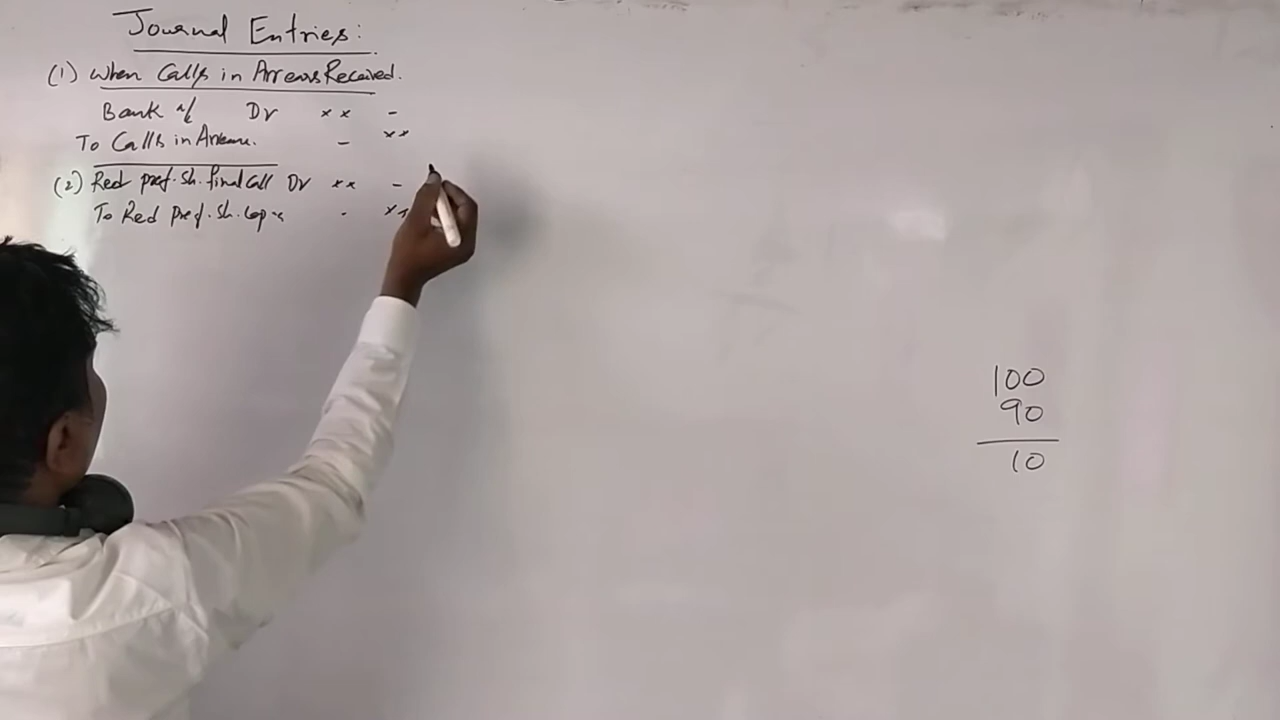 Journal Entries:
(1) When Calls in Arrears Received.
Bank a/c Dr xx -
To Calls in Arrears. - xx
(2) Red pref. sh. final call Dr xx -
To Red pref. sh. cap a/c - xx
100
90
10